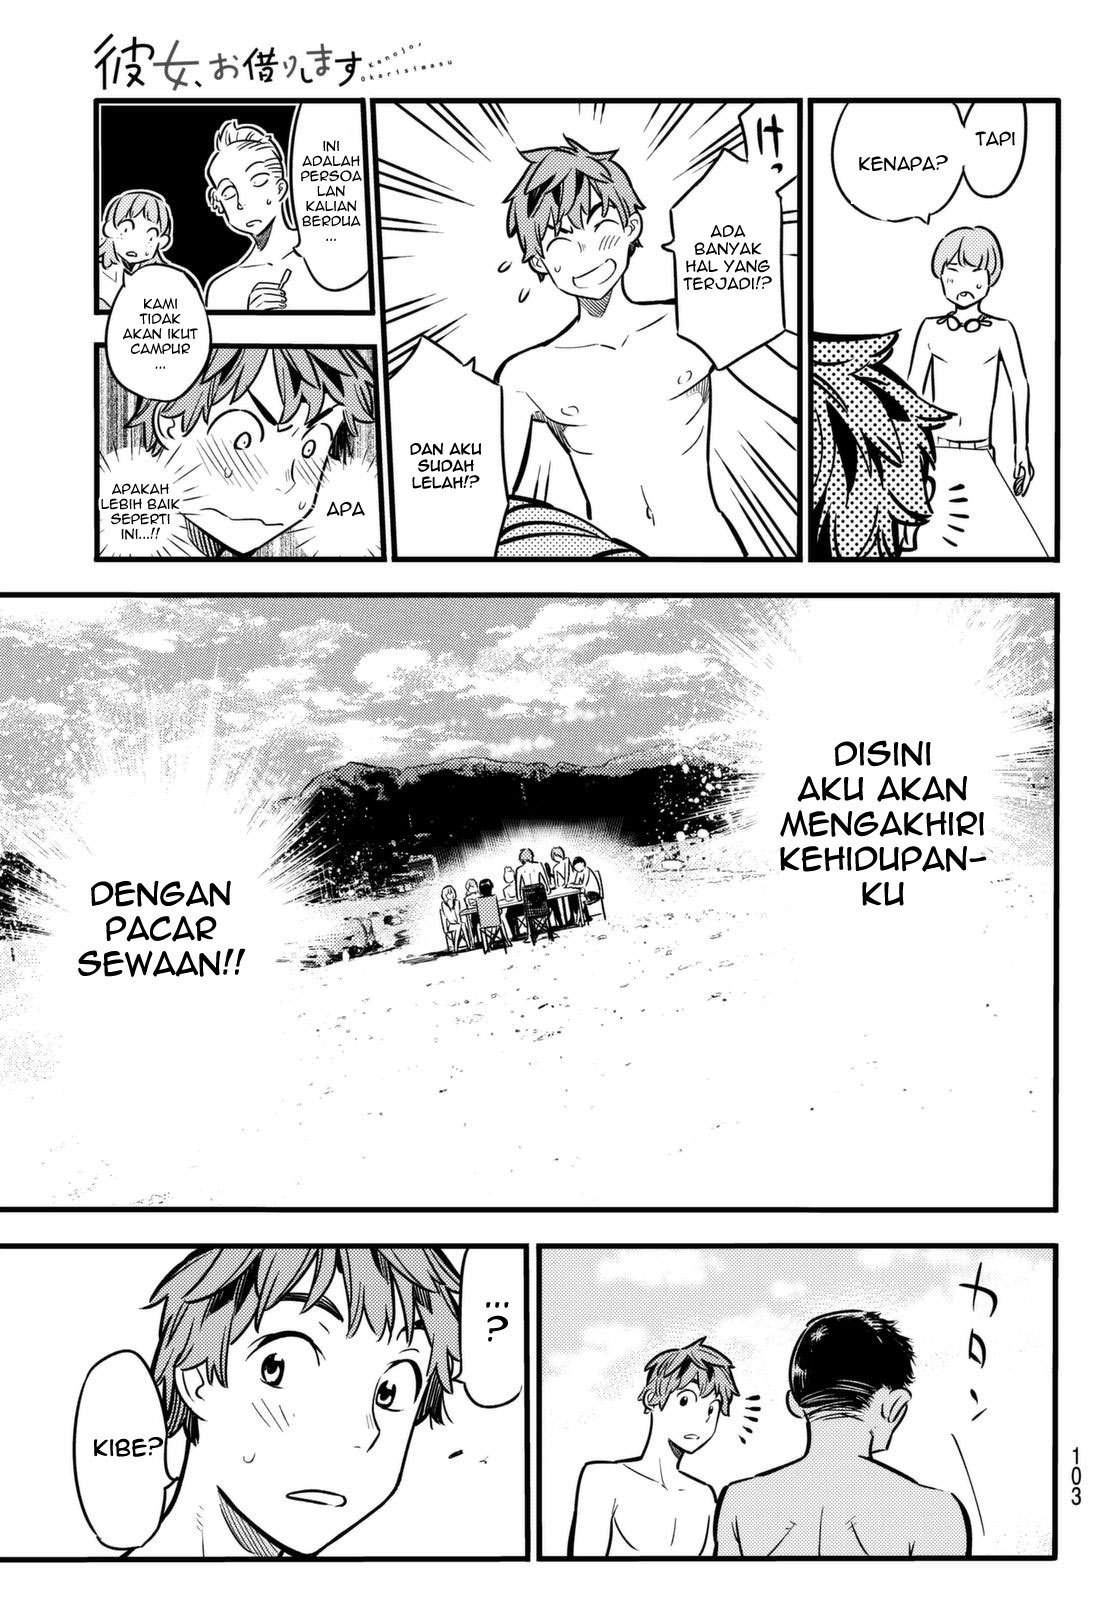 彼女、お借りします
Kanojo,
Okarisimasu
TAPI
KENAPA?
け、
ADA
BANYAK
HAL YANG
TERJADI!?
DAN AKU
SUDAH
LELAH!?
INI
ADALAH
PERSOA
LAN
KALIAN
BERDUA
...
KAMI
TIDAK
AKAN IKUT
CAMPUR
...
APA
APAKAH
LEBIH BAIK
SEPERTI
INI...!!
DISINI
AKU AKAN
MENGAKHIRI
KEHIDUPAN-
KU
DENGAN
PACAR
SEWAAN!!
カロン
...
?
KIBE?
103